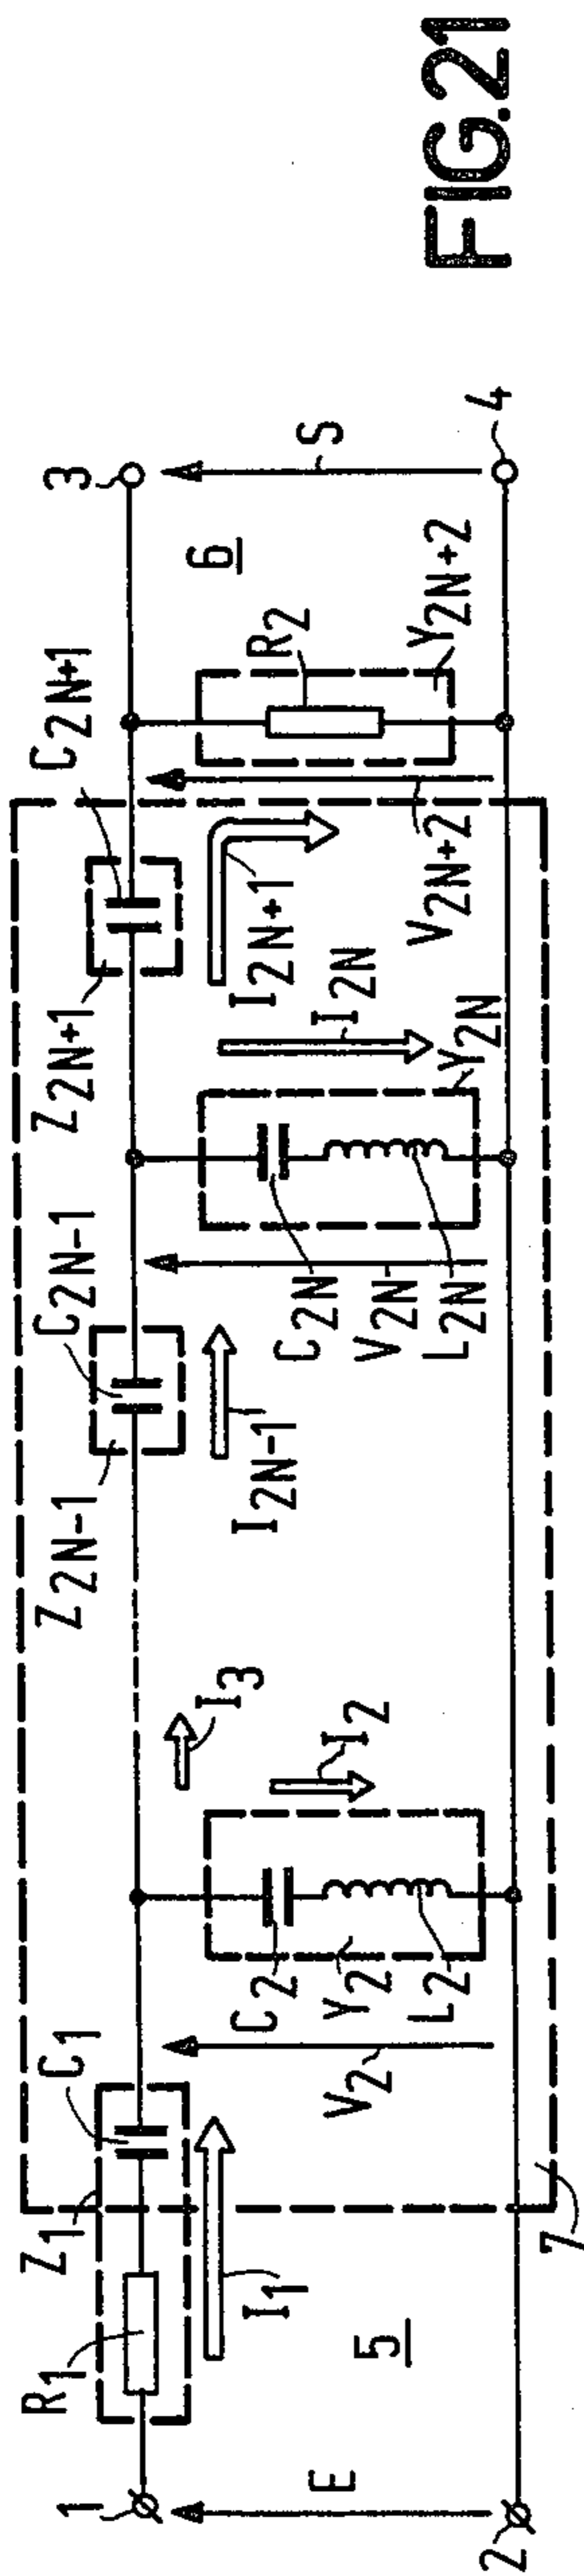 FIG.21
1
R1
Z1
C1
Z2N-1
C2N-1
Z2N+1
C2N+1
3
E
5
I1
V2
C2
Y2
L2
I2
I3
I2N-1
C2N
V2N
L2N
Y2N
I2N
I2N+1
V2N+2
R2
Y2N+2
6
S
2
7
4